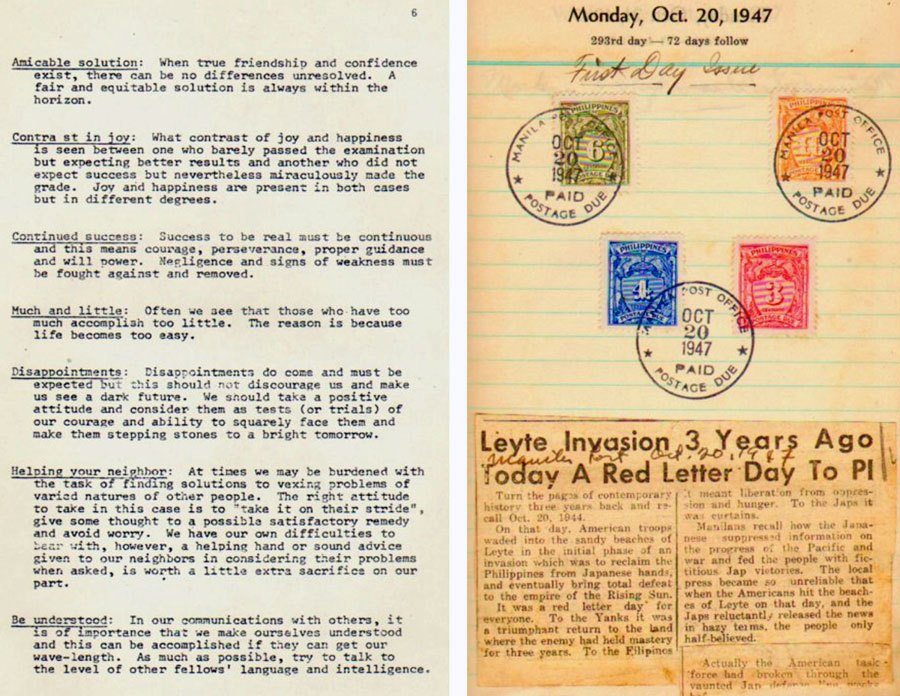 6
Amicable solution: When true friendship and confidence
exist, there can be no differences unresolved. A
fair and equitable solution is always within the
horizon.
Contra st in joy: What contrast of joy and happiness
is seen between one who barely passed the examination
but expecting better results and another who did not
expect success but nevertheless miraculously made the
grade. Joy and happiness are present in both cases
but in different degrees.
Continued success: Success to be real must be continuous
and this means courage, perseverance, proper guidance
and will power. Negligence and signs of weakness must
be fought against and removed.
Much and little: Often we see that those who have too
much accomplish too little. The reason is because
life becomes too easy.
Disappointments: Disappointments do come and must be
expected but this should not discourage us and make
us see a dark future. We should take a positive
attitude and consider them as tests (or trials) of
our courage and ability to squarely face them and
make them stepping stones to a bright tomorrow.
Helping your neighbor: At times we may be burdened with
the task of finding solutions to vexing problems of
varied natures of other people. The right attitude
to take in this case is to "take it on their stride",
give some thought to a possible satisfactory remedy
and avoid worry. We have our own difficulties to
bear with, however, a helping hand or sound advice
given to our neighbors in considering their problems
when asked, is worth a little extra sacrifice on our
part.
Be understood: In our communications with others, it
is of importance that we make ourselves understood
and this can be accomplished if they can get our
wave-length. As much as possible, try to talk to
the level of other fellows' language and intelligence.
Monday, Oct. 20, 1947
293rd day — 72 days follow
First Day Issue
PHILIPPINES
6
MANILA POST OFFICE
OCT
20
1947
PAID
POSTAGE DUE
PHILIPPINES
MANILA POST OFFICE
OCT
20
1947
PAID
POSTAGE DUE
PHILIPPINES
4
POSTAGE DUE
PHILIPPINES
3
POSTAGE DUE
MANILA POST OFFICE
OCT
20
1947
PAID
POSTAGE DUE
Leyte Invasion 3 Years Ago
Manila Post Oct. 20, 1947
Today A Red Letter Day To PI
Turn the pages of contemporary
history three years back and re-
call Oct. 20, 1944.
On that day, American troops
waded into the sandy beaches of
Leyte in the initial phase of an
invasion which was to reclaim the
Philippines from Japanese hands,
and eventually bring total defeat
to the empire of the Rising Sun.
It was a red letter day for
everyone. To the Yanks it was
a triumphant return to the land
where the enemy had held mastery
for three years. To the Filipinos
it meant liberation from oppres-
sion and hunger. To the Japs it
was curtains.
Manilans recall how the Japa-
nese suppressed information on
the progress of the Pacific and
war and fed the people with fic-
titious Jap victories. The local
press became so unreliable that
when the Americans hit the beach-
es of Leyte on that day, and the
Japs reluctantly released the news
in hazy terms, the people only
half-believed.
Actually the American task
force had broken through the
vaunted Jap defense line